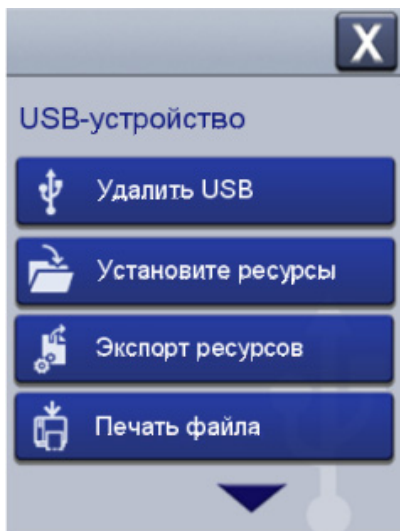 X
USB-устройство
Удалить USB
Установите ресурсы
Экспорт ресурсов
Печать файла